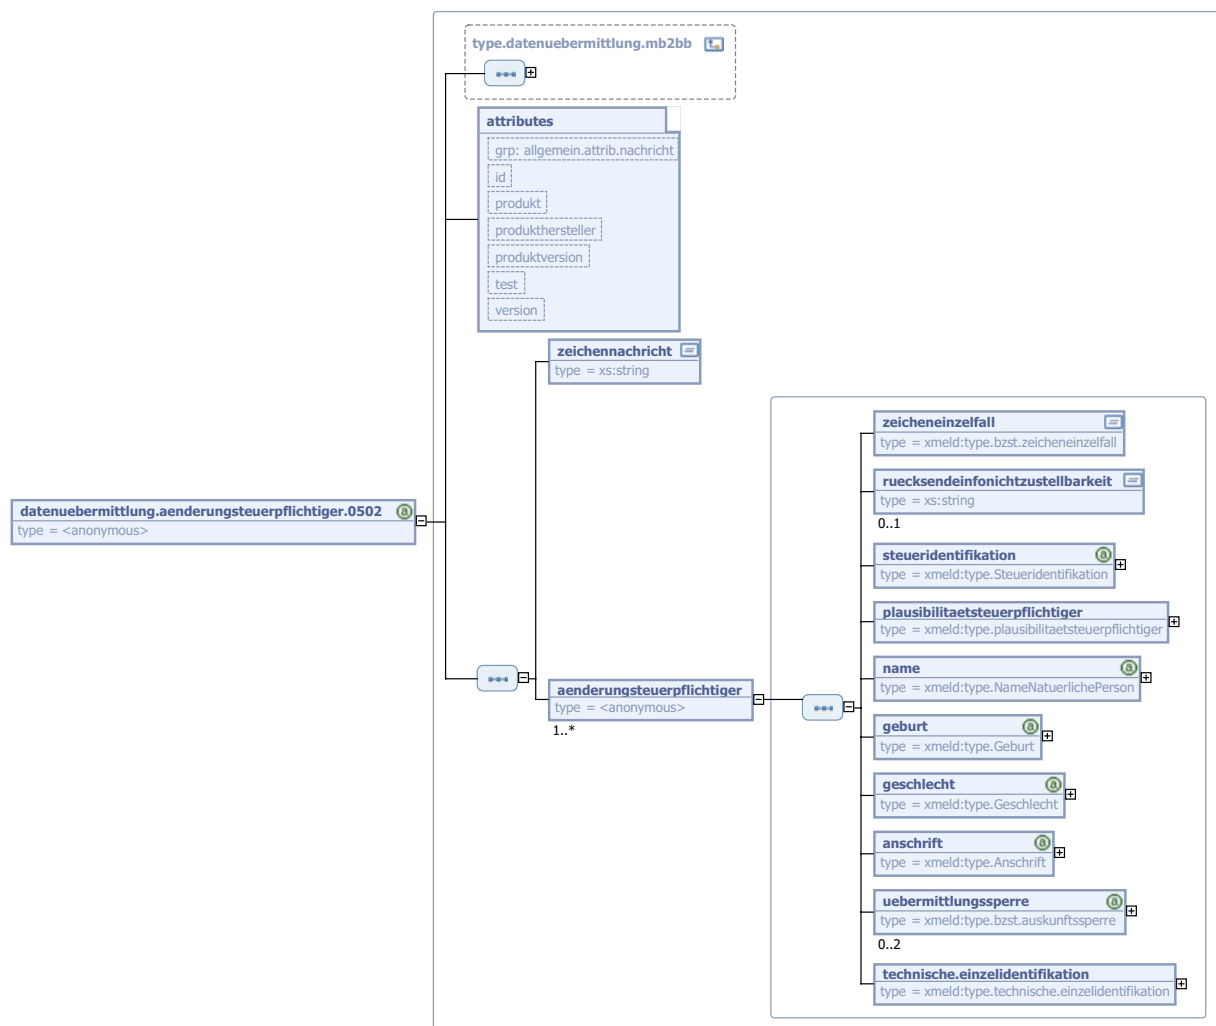 type.datenuebermittlung.mb2bb
attributes
grp: allgemein.attrib.nachricht
id
produkt
produkthersteller
produktversion
test
version
zeichennachricht
type = xs:string
datenuebermittlung.aenderungsteuerpflichtiger.0502
type = <anonymous>
aenderungsteuerpflichtiger
type = <anonymous>
1..*
zeicheneinzelfall
type = xmeld:type.bzst.zeicheneinzelfall
ruecksendeinfonichtzustellbarkeit
type = xs:string
0..1
steueridentifikation
type = xmeld:type.Steueridentifikation
plausibilitaetsteuerpflichtiger
type = xmeld:type.plausibilitaetsteuerpflichtiger
name
type = xmeld:type.NameNatuerlichePerson
geburt
type = xmeld:type.Geburt
geschlecht
type = xmeld:type.Geschlecht
anschrift
type = xmeld:type.Anschrift
uebermittlungssperre
type = xmeld:type.bzst.auskunftssperre
0..2
technische.einzelidentifikation
type = xmeld:type.technische.einzelidentifikation